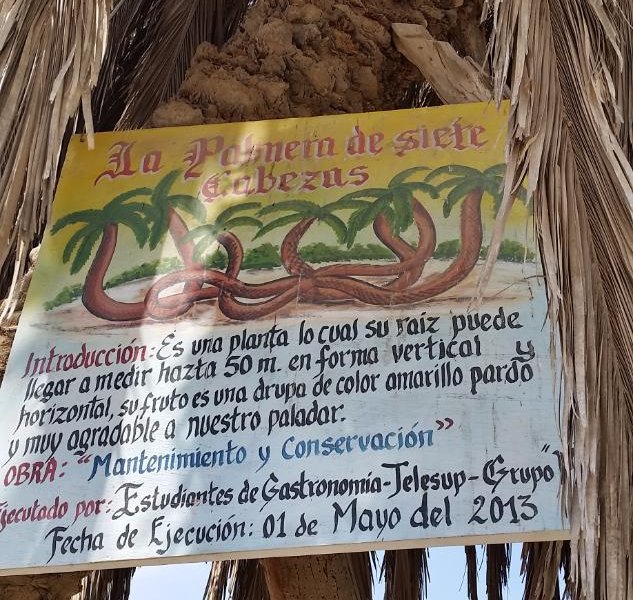 La Palmera de siete
Cabezas
Introducción: Es una planta lo cual su raiz puede
llegar a medir hazta 50 m. en forma vertical y
horizontal, su fruto es una drupa de color amarillo pardo
y muy agradable a nuestro paladar.
OBRA: "Mantenimiento y Conservación"
Ejecutado por: Estudiantes de Gastronomía-Telesup-Grupo "
Fecha de Ejecución: 01 de Mayo del 2013